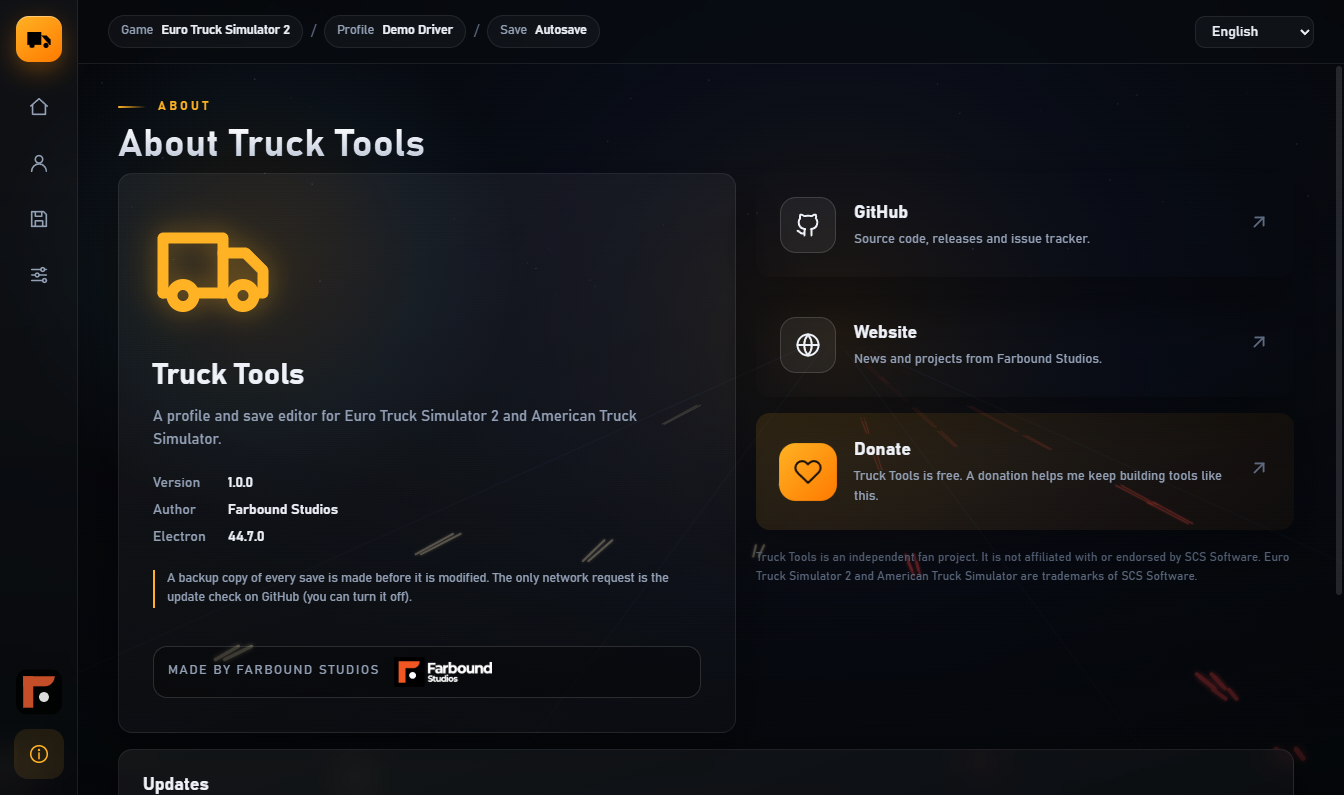 Game Euro Truck Simulator 2 / Profile Demo Driver / Save Autosave
English
ABOUT
About Truck Tools
Truck Tools
A profile and save editor for Euro Truck Simulator 2 and American Truck
Simulator.
Version 1.0.0
Author Farbound Studios
Electron 44.7.0
A backup copy of every save is made before it is modified. The only network request is the
update check on GitHub (you can turn it off).
MADE BY FARBOUND STUDIOS
Farbound
Studios
GitHub
Source code, releases and issue tracker.
Website
News and projects from Farbound Studios.
Donate
Truck Tools is free. A donation helps me keep building tools like
this.
Truck Tools is an independent fan project. It is not affiliated with or endorsed by SCS Software. Euro
Truck Simulator 2 and American Truck Simulator are trademarks of SCS Software.
Updates